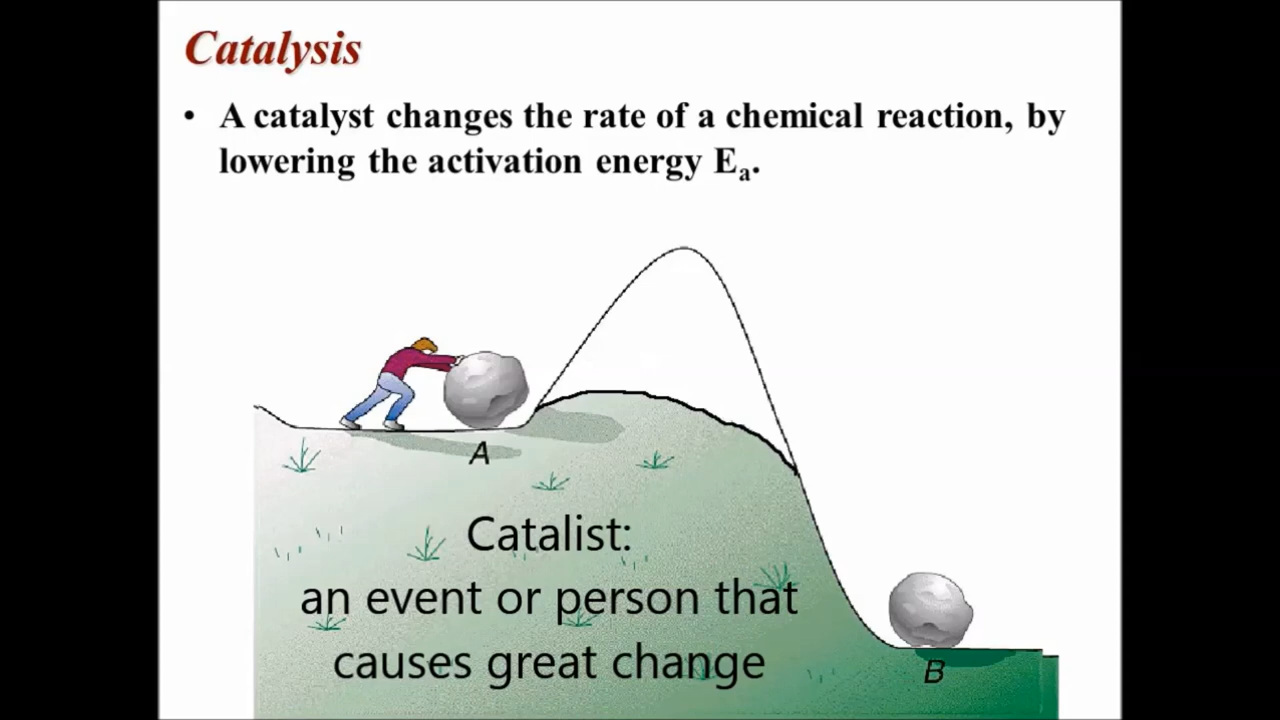 Catalysis
• A catalyst changes the rate of a chemical reaction, by
lowering the activation energy Eₐ.
A
Catalist:
an event or person that
causes great change
B